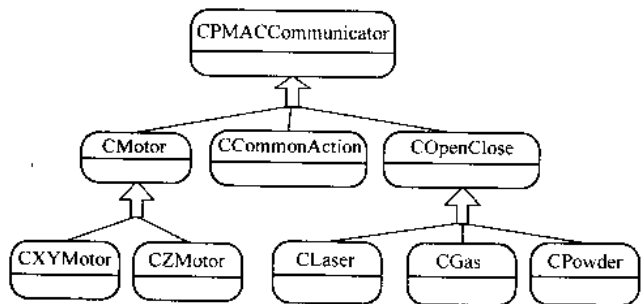 CPMACCommunicator
CMotor
CCommonAction
COpenClose
CXYMotor
CZMotor
CLaser
CGas
CPowder